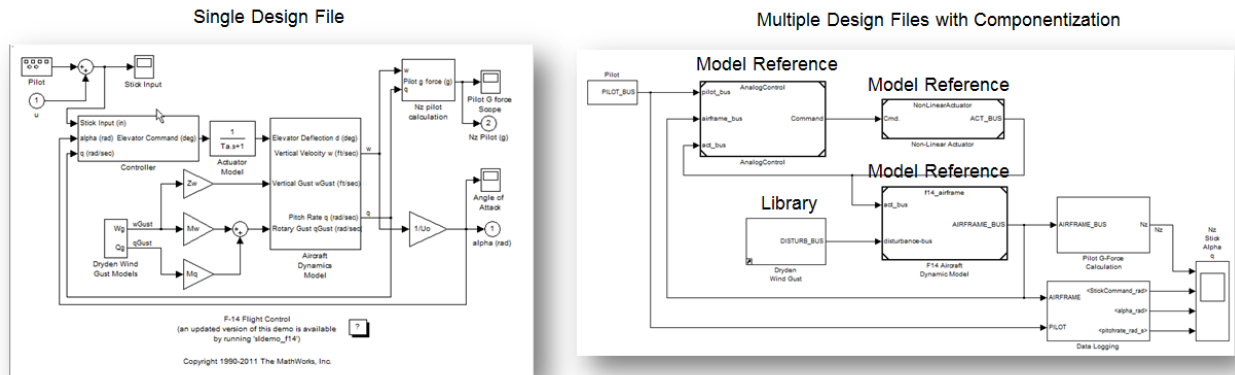 Single Design File
Pilot
1
u
Stick Input
Stick Input (in)
alpha (rad) Elevator Command (deg)
q (rad/sec)
Controller
1
Ta.s+1
Actuator
Model
Elevator Deflection d (deg)
Vertical Velocity w (ft/sec)
Vertical Gust wGust (ft/sec)
Pitch Rate q (rad/sec)
Rotary Gust qGust (rad/sec)
Aircraft
Dynamics
Model
w
q
w
Pilot g force (g)
q
Nz pilot
calculation
Pilot G force
Scope
2
Nz Pilot (g)
Angle of
Attack
1/Uo
1
alpha (rad)
Zw
Mw
Mq
Wg
Qg
wGust
qGust
Dryden Wind
Gust Models
F-14 Flight Control
(an updated version of this demo is available
by running 'sldemo_f14')
?
Copyright 1990-2011 The MathWorks, Inc.
Multiple Design Files with Componentization
Pilot
PILOT_BUS
Model Reference
AnalogControl
pilot_bus
airframe_bus
Command
act_bus
AnalogControl
Model Reference
NonLinearActuator
Cmd.
ACT_BUS
Non-Linear Actuator
Model Reference
f14_airframe
act_bus
AIRFRAME_BUS
disturbance-bus
F14 Aircraft
Dynamic Model
Library
DISTURB_BUS
Dryden
Wind Gust
AIRFRAME_BUS
Nz
Nz
Pilot G-Force
Calculation
Nz
Stick
Alpha
q
AIRFRAME
PILOT
<StickCommand_rad>
<alpha_rad>
<pitchrate_rad_s>
Data Logging